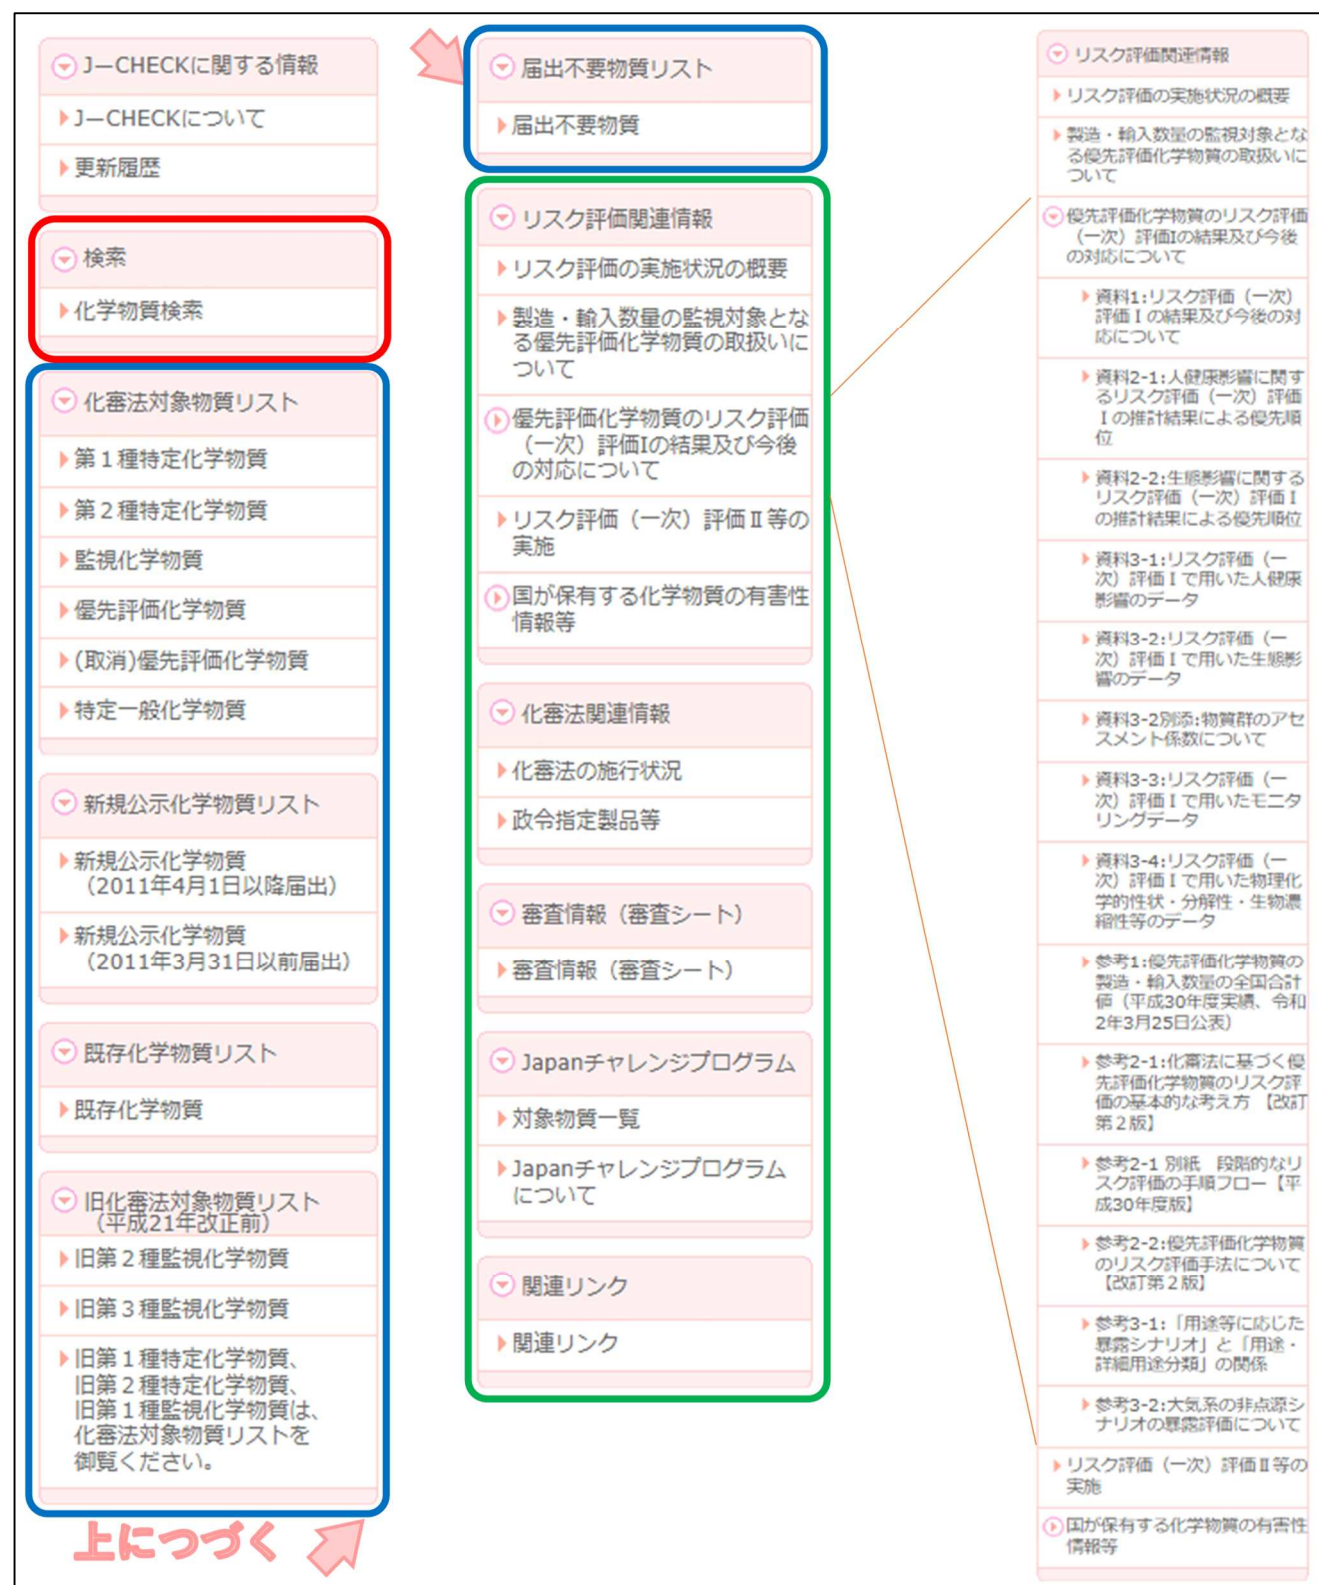 J－CHECKに関する情報
J－CHECKについて
更新履歴
検索
化学物質検索
化審法対象物質リスト
第１種特定化学物質
第２種特定化学物質
監視化学物質
優先評価化学物質
(取消)優先評価化学物質
特定一般化学物質
新規公示化学物質リスト
新規公示化学物質
（2011年4月1日以降届出）
新規公示化学物質
（2011年3月31日以前届出）
既存化学物質リスト
既存化学物質
旧化審法対象物質リスト
（平成21年改正前）
旧第２種監視化学物質
旧第３種監視化学物質
旧第１種特定化学物質、
旧第２種特定化学物質、
旧第１種監視化学物質は、
化審法対象物質リストを
御覧ください。
上につづく
届出不要物質リスト
届出不要物質
リスク評価関連情報
リスク評価の実施状況の概要
製造・輸入数量の監視対象とな
る優先評価化学物質の取扱いに
ついて
優先評価化学物質のリスク評価
（一次）評価Iの結果及び今後
の対応について
リスク評価（一次）評価Ⅱ等の
実施
国が保有する化学物質の有害性
情報等
化審法関連情報
化審法の施行状況
政令指定製品等
審査情報（審査シート）
審査情報（審査シート）
Japanチャレンジプログラム
対象物質一覧
Japanチャレンジプログラム
について
関連リンク
関連リンク
リスク評価関連情報
リスク評価の実施状況の概要
製造・輸入数量の監視対象とな
る優先評価化学物質の取扱いに
ついて
優先評価化学物質のリスク評価
（一次）評価Iの結果及び今後
の対応について
資料1:リスク評価（一次）
評価Ⅰの結果及び今後の対
応について
資料2-1:人健康影響に関す
るリスク評価（一次）評価
Ⅰの推計結果による優先順
位
資料2-2:生態影響に関する
リスク評価（一次）評価Ⅰ
の推計結果による優先順位
資料3-1:リスク評価（一
次）評価Ⅰで用いた人健康
影響のデータ
資料3-2:リスク評価（一
次）評価Ⅰで用いた生態影
響のデータ
資料3-2別添:物質群のアセ
スメント係数について
資料3-3:リスク評価（一
次）評価Ⅰで用いたモニタ
リングデータ
資料3-4:リスク評価（一
次）評価Ⅰで用いた物理化
学的性状・分解性・生物濃
縮性等のデータ
参考1:優先評価化学物質の
製造・輸入数量の全国合計
値（平成30年度実績、令和
2年3月25日公表）
参考2-1:化審法に基づく優
先評価化学物質のリスク評
価の基本的な考え方 【改訂
第２版】
参考2-1 別紙　段階的なリ
スク評価の手順フロー【平
成30年度版】
参考2-2:優先評価化学物質
のリスク評価手法について
【改訂第２版】
参考3-1:「用途等に応じた
暴露シナリオ」と「用途・
詳細用途分類」の関係
参考3-2:大気系の非点源シ
ナリオの暴露評価について
リスク評価（一次）評価Ⅱ等の
実施
国が保有する化学物質の有害性
情報等